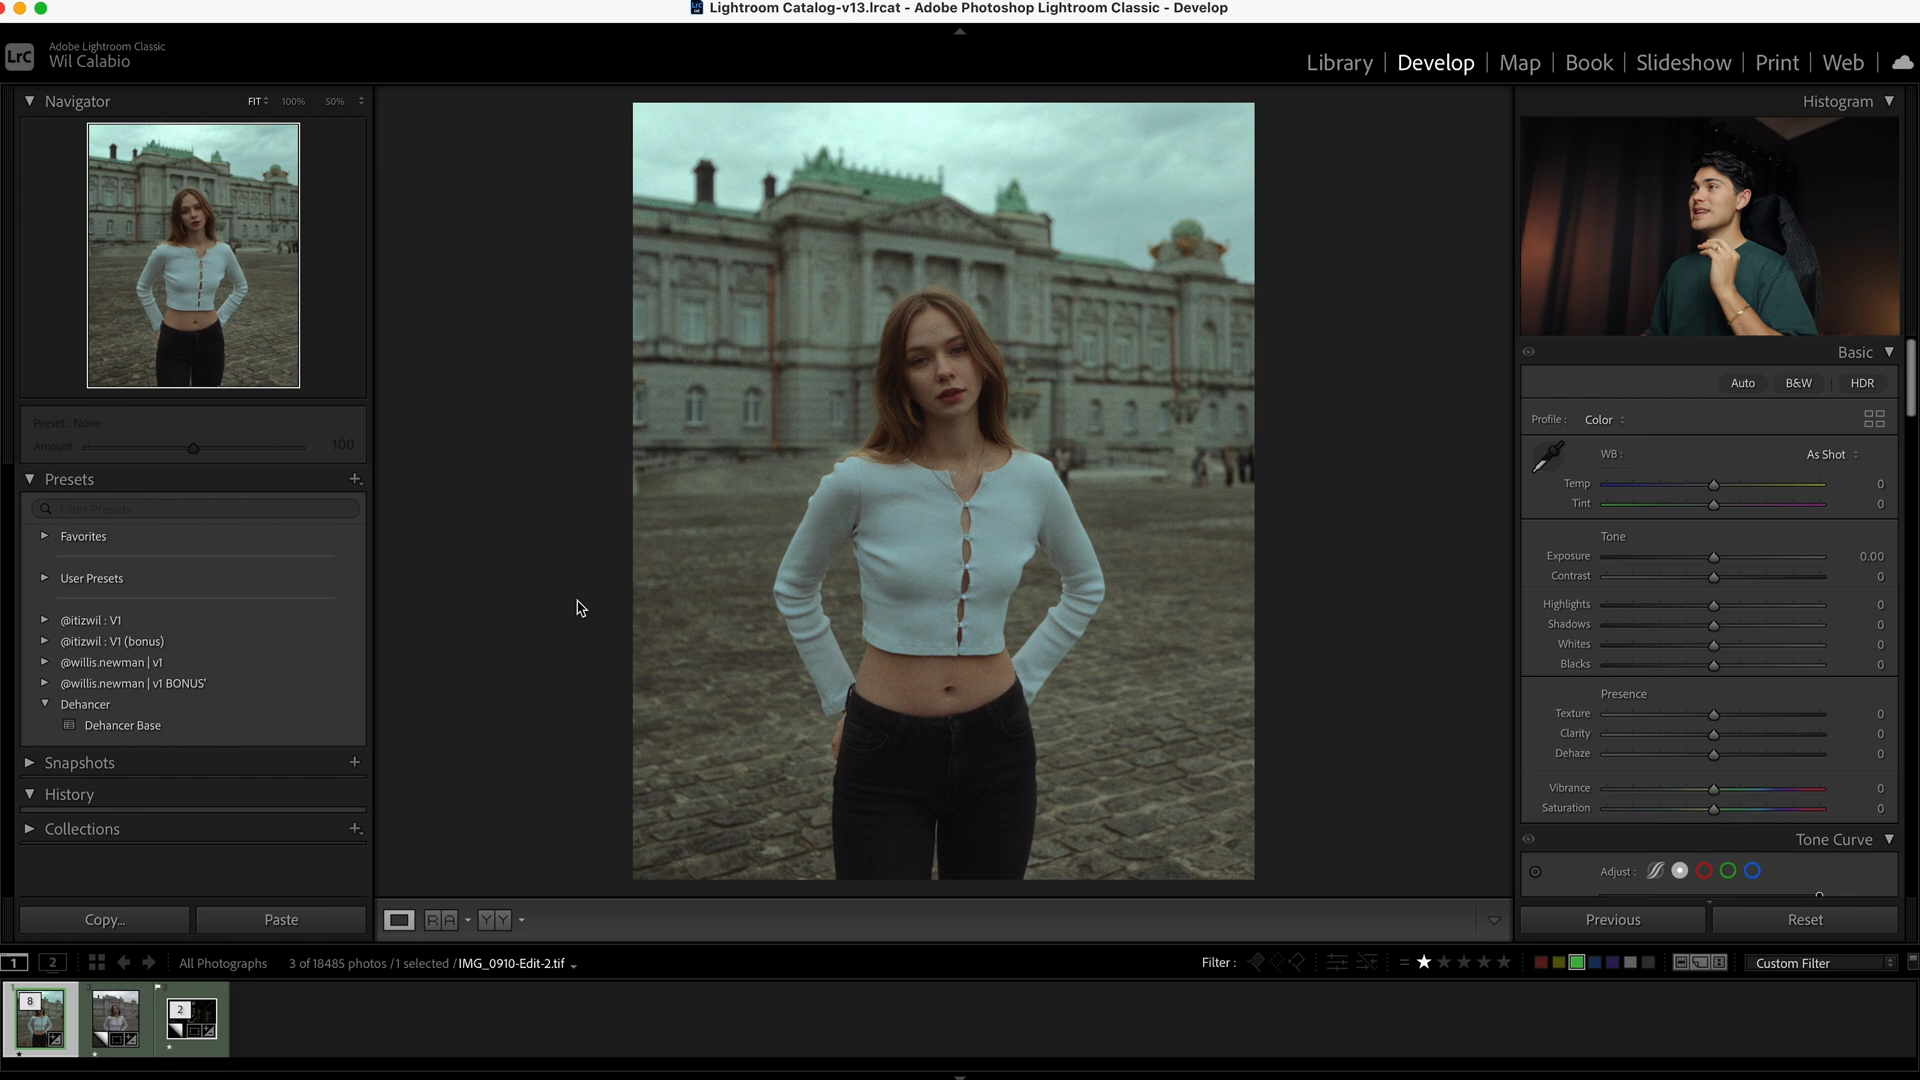 Lightroom Catalog-v13.lrcat - Adobe Photoshop Lightroom Classic - Develop
LrC
Adobe Lightroom Classic
Wil Calabio
Library | Develop | Map | Book | Slideshow | Print | Web
Navigator
FIT 100% 50%
Histogram
Preset : None
Amount 100
Presets
Filter Presets
Favorites
User Presets
@itizwil : V1
@itizwil : V1 (bonus)
@willis.newman | v1
@willis.newman | v1 BONUS'
Dehancer
Dehancer Base
Snapshots
History
Collections
Copy... Paste
Basic
Auto B&W | HDR
Profile : Color
WB : As Shot
Temp 0
Tint 0
Tone
Exposure 0.00
Contrast 0
Highlights 0
Shadows 0
Whites 0
Blacks 0
Presence
Texture 0
Clarity 0
Dehaze 0
Vibrance 0
Saturation 0
Tone Curve
Adjust :
Previous Reset
RA YY
1 2 All Photographs 3 of 18485 photos /1 selected /IMG_0910-Edit-2.tif
Filter : Custom Filter
8 2